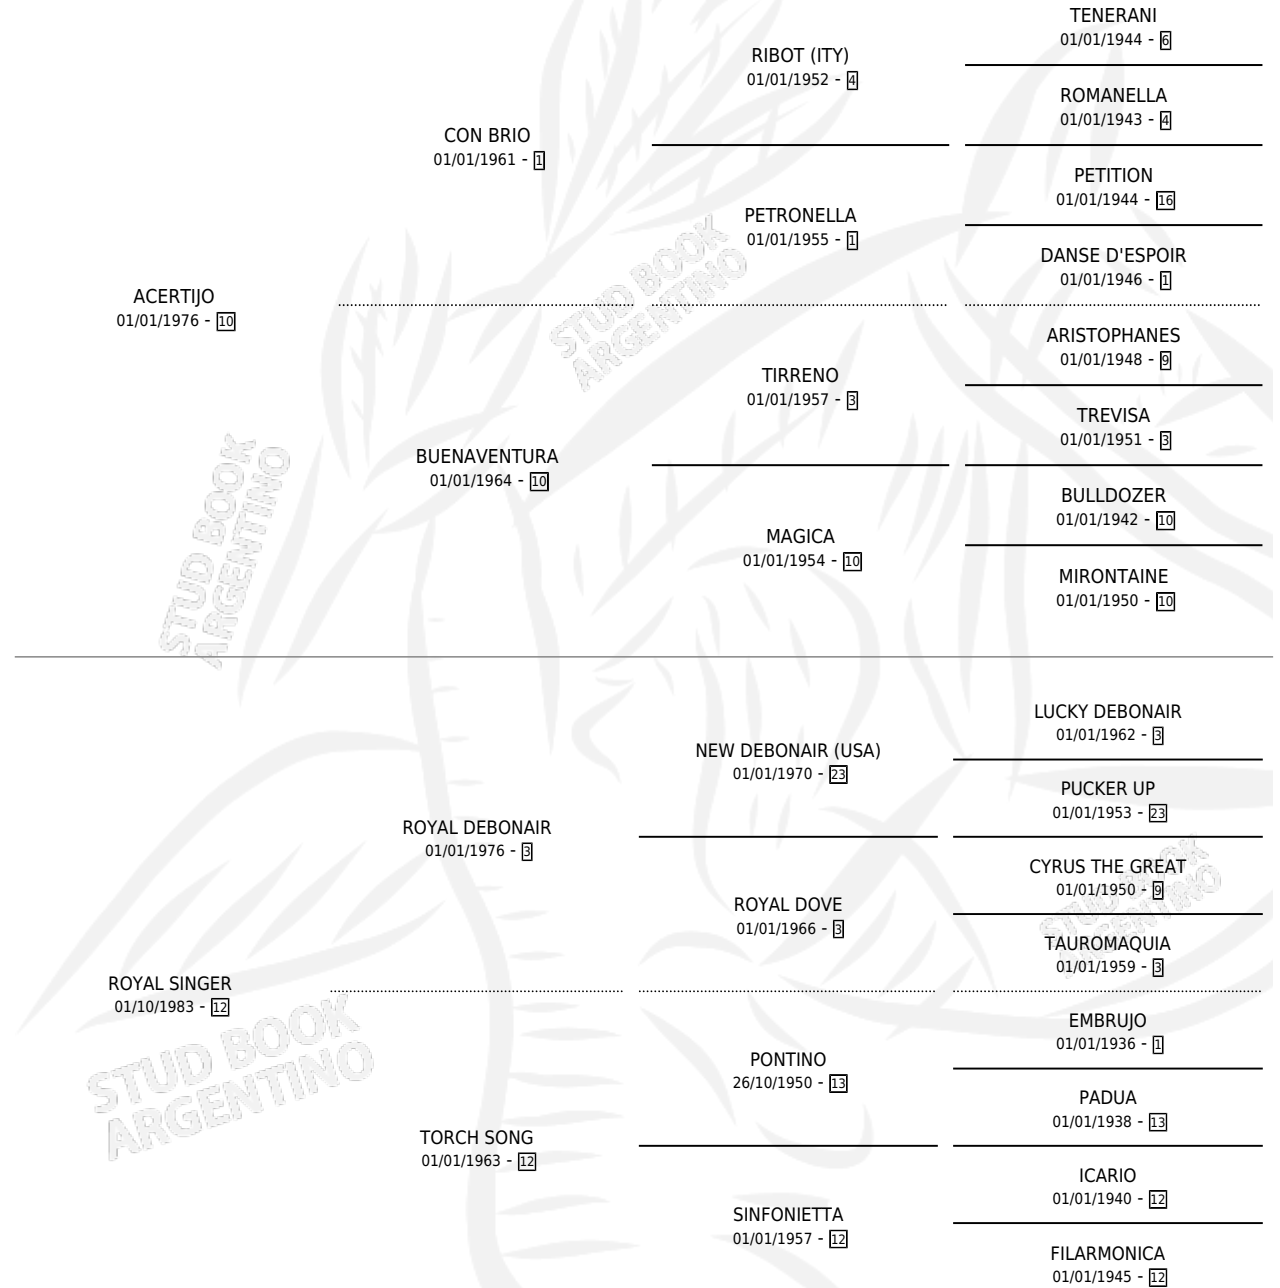 TENERANI
01/01/1944 - 6
RIBOT (ITY)
01/01/1952 - 4
ROMANELLA
01/01/1943 - 4
CON BRIO
01/01/1961 - 1
PETITION
01/01/1944 - 16
PETRONELLA
01/01/1955 - 1
DANSE D'ESPOIR
01/01/1946 - 1
ACERTIJO
01/01/1976 - 10
STUD BOOK
ARGENTINO
ARISTOPHANES
01/01/1948 - 9
TIRRENO
01/01/1957 - 3
TREVISA
01/01/1951 - 3
BUENAVENTURA
01/01/1964 - 10
BULLDOZER
01/01/1942 - 10
MAGICA
01/01/1954 - 10
MIRONTAINE
01/01/1950 - 10
STUD BOOK
ARGENTINO
LUCKY DEBONAIR
01/01/1962 - 3
NEW DEBONAIR (USA)
01/01/1970 - 23
PUCKER UP
01/01/1953 - 23
ROYAL DEBONAIR
01/01/1976 - 3
CYRUS THE GREAT
01/01/1950 - 9
ROYAL DOVE
01/01/1966 - 3
STUD BOOK
ARGENTINO
TAUROMAQUIA
01/01/1959 - 3
ROYAL SINGER
01/10/1983 - 12
EMBRUJO
01/01/1936 - 1
STUD BOOK
ARGENTINO
PONTINO
26/10/1950 - 13
PADUA
01/01/1938 - 13
TORCH SONG
01/01/1963 - 12
ICARIO
01/01/1940 - 12
SINFONIETTA
01/01/1957 - 12
FILARMONICA
01/01/1945 - 12